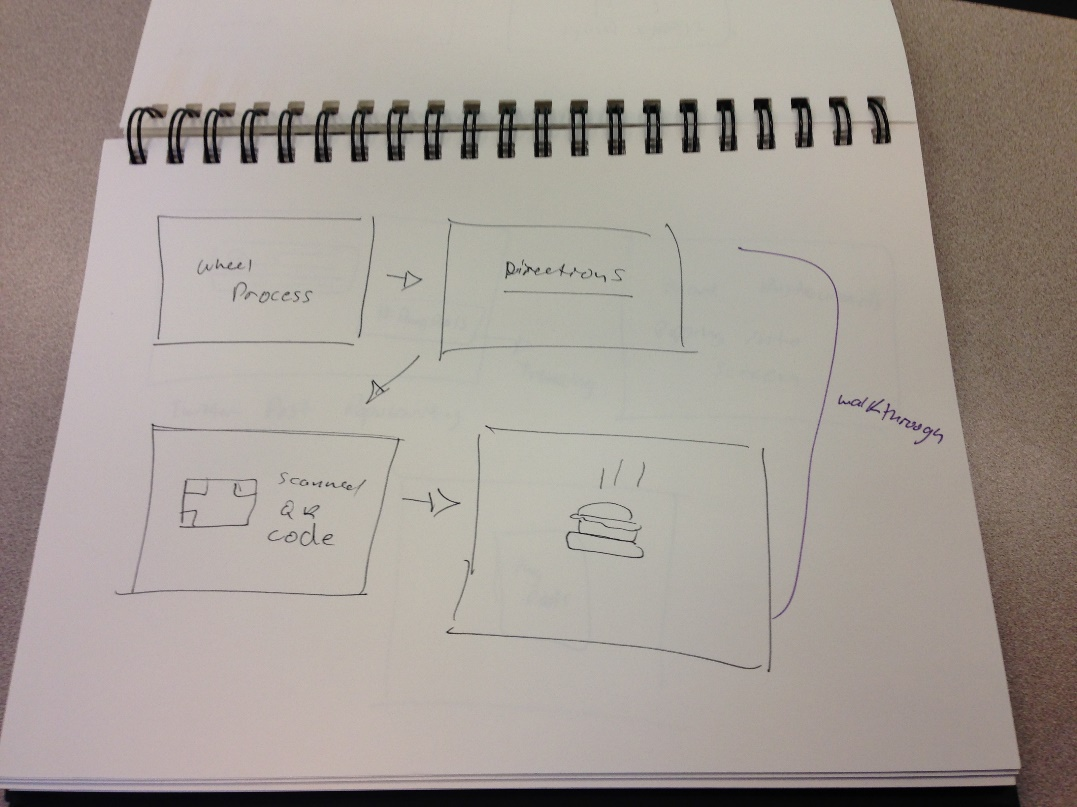 wheel
Process
Directions
scanned
QR
code
walkthrough